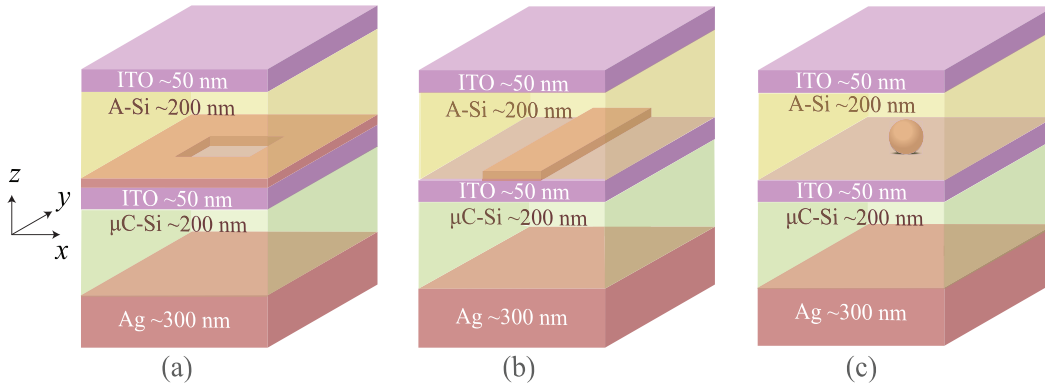 ITO ~50 nm
A-Si ~200 nm
ITO ~50 nm
μC-Si ~200 nm
Ag ~300 nm
z
y
x
(a)
ITO ~50 nm
A-Si ~200 nm
ITO ~50 nm
μC-Si ~200 nm
Ag ~300 nm
(b)
ITO ~50 nm
A-Si ~200 nm
ITO ~50 nm
μC-Si ~200 nm
Ag ~300 nm
(c)